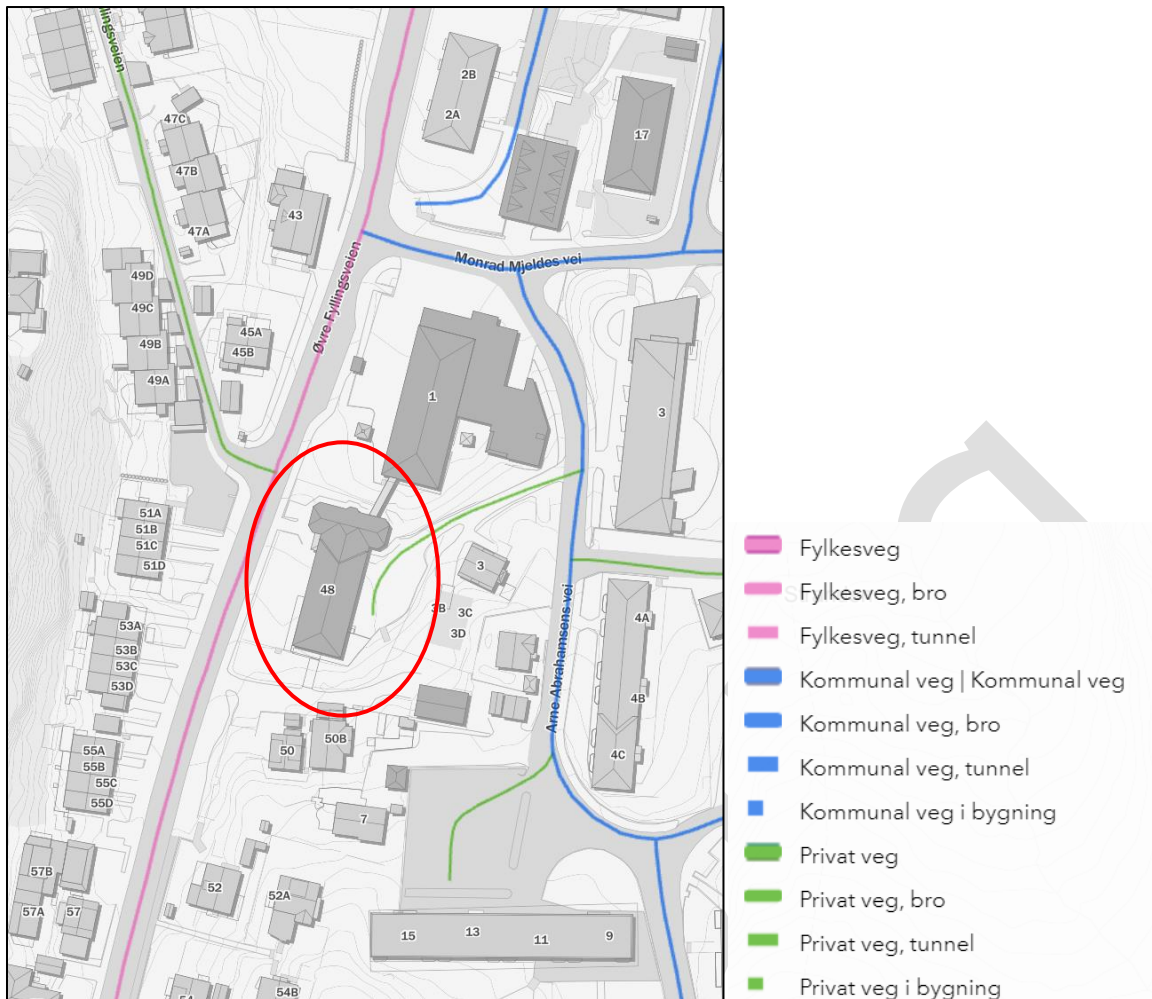 llingsveien
2B
2A
17
47C
47B
47A
43
Monrad Mjeldes vei
Øvre Fyllingsveien
49D
49C
49B
49A
45A
45B
1
3
51A
51B
51C
51D
48
3
3B
3C
3D
4A
4B
4C
Arne Abrahamsens vei
53A
53B
53C
53D
50
50B
55A
55B
55C
55D
7
57B
57A
57
52
52A
15
13
11
9
54B
Fylkesveg
Fylkesveg, bro
Fylkesveg, tunnel
Kommunal veg | Kommunal veg
Kommunal veg, bro
Kommunal veg, tunnel
Kommunal veg i bygning
Privat veg
Privat veg, bro
Privat veg, tunnel
Privat veg i bygning